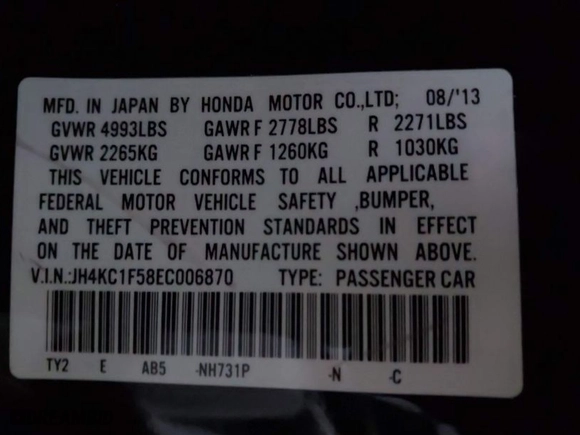 MFD. IN JAPAN BY HONDA MOTOR CO.,LTD; 08/'13
GVWR 4993LBS GAWR F 2778LBS R 2271LBS
GVWR 2265KG GAWR F 1260KG R 1030KG
THIS VEHICLE CONFORMS TO ALL APPLICABLE
FEDERAL MOTOR VEHICLE SAFETY ,BUMPER,
AND THEFT PREVENTION STANDARDS IN EFFECT
ON THE DATE OF MANUFACTURE SHOWN ABOVE.
V.I.N.:JH4KC1F58EC006870 TYPE: PASSENGER CAR
TY2 E AB5 -NH731P -N -C